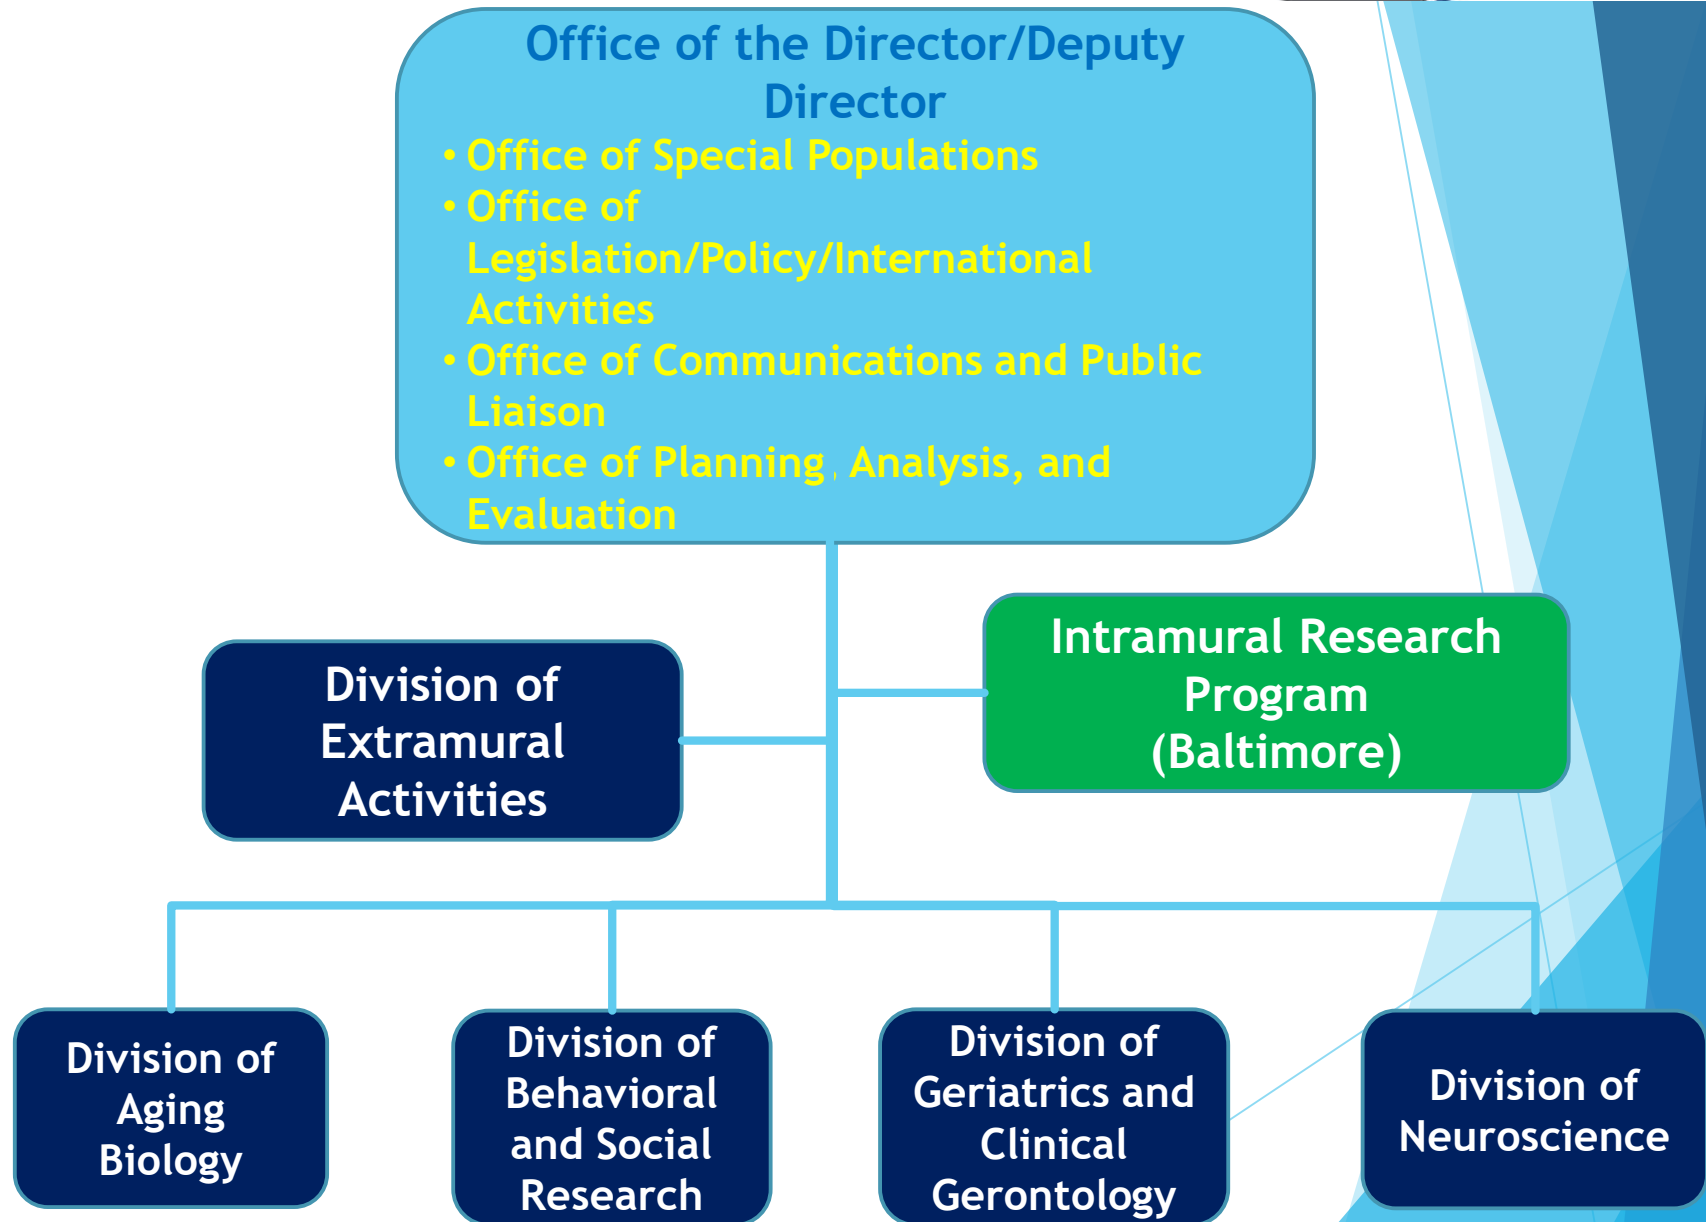 Office of the Director/Deputy
Director
• Office of Special Populations
• Office of
Legislation/Policy/International
Activities
• Office of Communications and Public
Liaison
• Office of Planning, Analysis, and
Evaluation
Intramural Research
Program
(Baltimore)
Division of
Extramural
Activities
Division of
Aging
Biology
Division of
Behavioral
and Social
Research
Division of
Geriatrics and
Clinical
Gerontology
Division of
Neuroscience